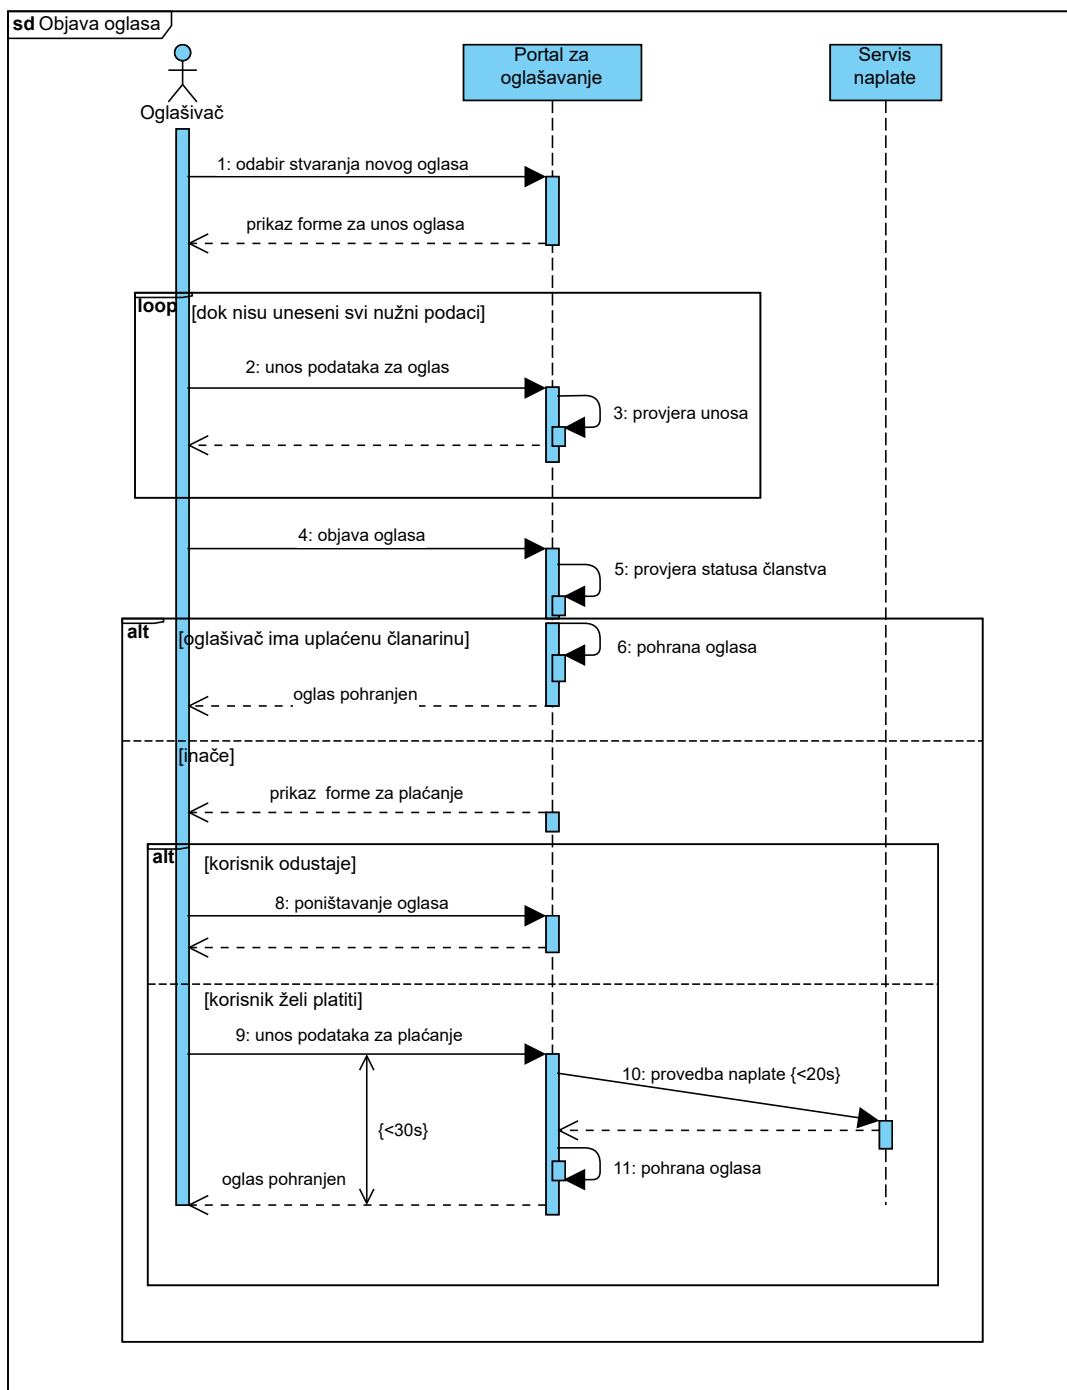 sd Objava oglasa
Oglašivač
Portal za
oglašavanje
Servis
naplate
1: odabir stvaranja novog oglasa
prikaz forme za unos oglasa
loop
[dok nisu uneseni svi nužni podaci]
2: unos podataka za oglas
3: provjera unosa
4: objava oglasa
5: provjera statusa članstva
alt
[oglašivač ima uplaćenu članarinu]
6: pohrana oglasa
oglas pohranjen
[inače]
prikaz  forme za plaćanje
alt
[korisnik odustaje]
8: poništavanje oglasa
[korisnik želi platiti]
9: unos podataka za plaćanje
10: provedba naplate {<20s}
{<30s}
11: pohrana oglasa
oglas pohranjen